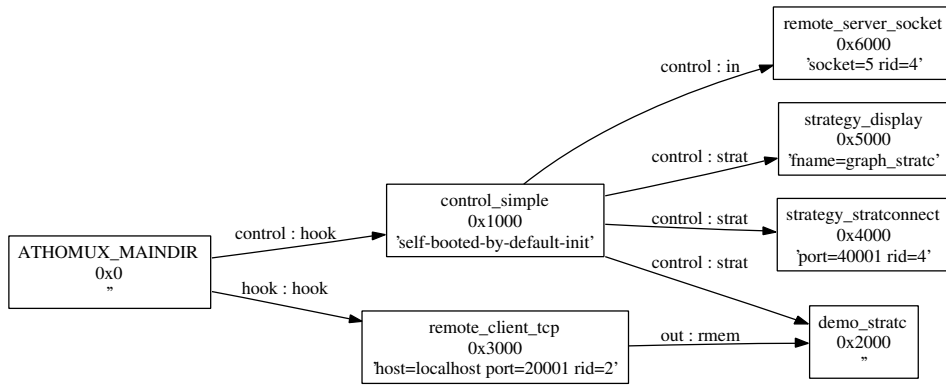 remote_server_socket
0x6000
'socket=5 rid=4'
control : in
strategy_display
0x5000
'fname=graph_stratc'
control : strat
control_simple
0x1000
'self-booted-by-default-init'
control : strat
strategy_stratconnect
0x4000
'port=40001 rid=4'
control : hook
ATHOMUX_MAINDIR
0x0
''
control : strat
hook : hook
remote_client_tcp
0x3000
'host=localhost port=20001 rid=2'
out : rmem
demo_stratc
0x2000
''